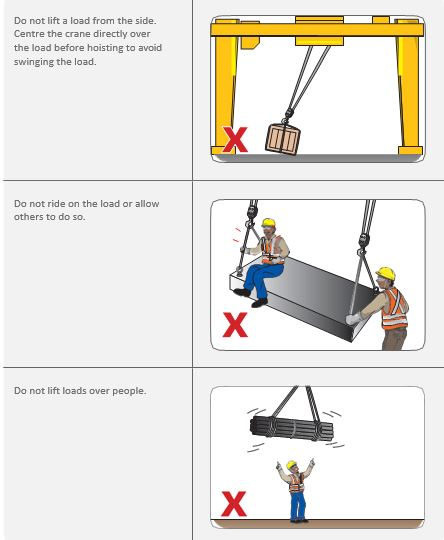 Do not lift a load from the side.
Centre the crane directly over
the load before hoisting to avoid
swinging the load.
X
Do not ride on the load or allow
others to do so.
X
Do not lift loads over people.
X